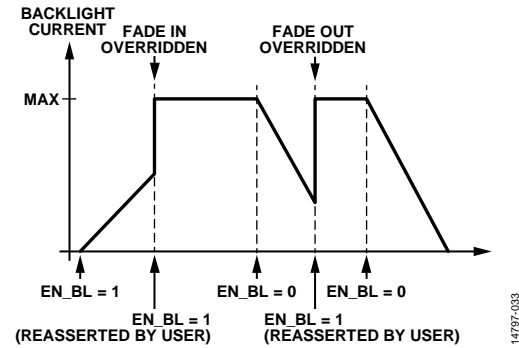 BACKLIGHT
CURRENT
FADE IN
OVERRIDDEN
FADE OUT
OVERRIDDEN
MAX
EN_BL = 1
EN_BL = 0
EN_BL = 0
EN_BL = 1
(REASSERTED BY USER)
EN_BL = 1
(REASSERTED BY USER)
14797-033